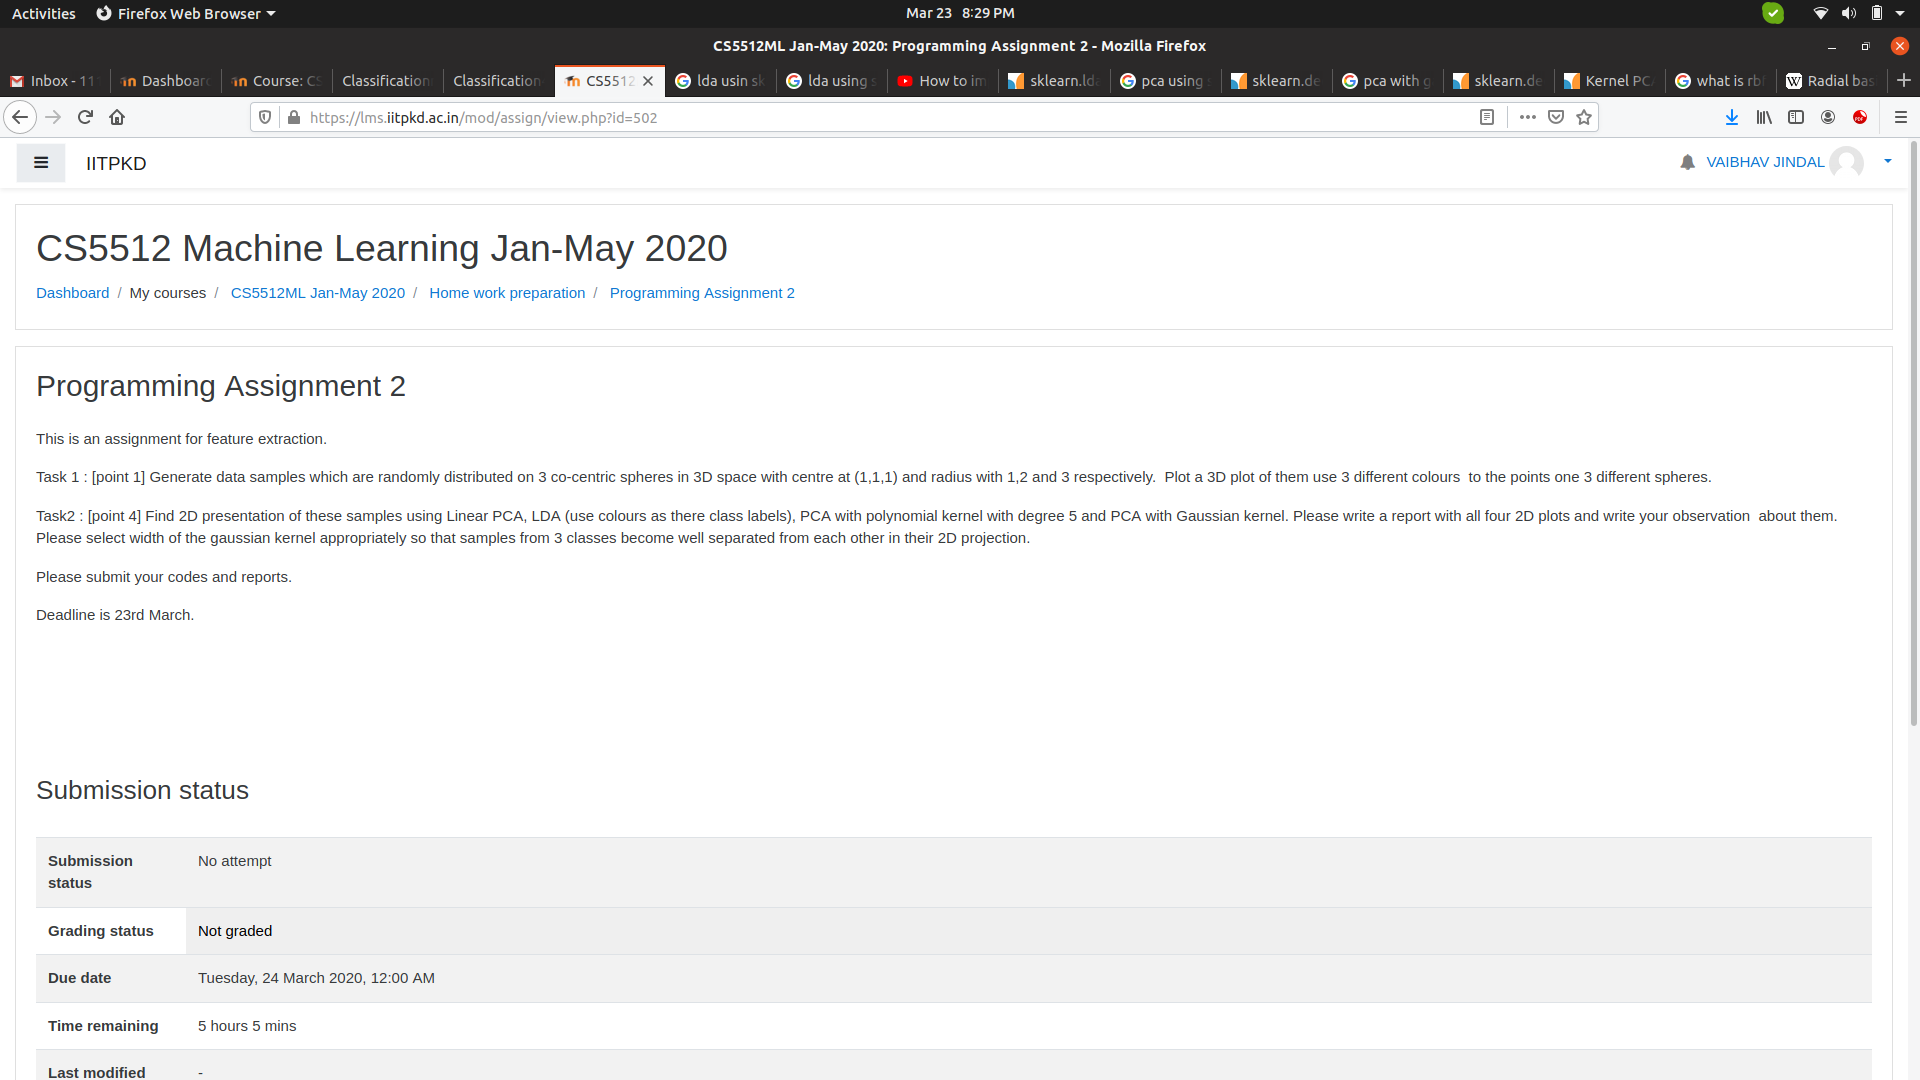 Activities Firefox Web Browser Mar 23 8:29 PM
CS5512ML Jan-May 2020: Programming Assignment 2 - Mozilla Firefox
Inbox - 11 Dashboard Course: CS Classification Classification CS5512 lda usin sk lda using s How to im sklearn.lda pca using s sklearn.de pca with g sklearn.de Kernel PCA what is rbf Radial bas
https://lms.iitpkd.ac.in/mod/assign/view.php?id=502
IITPKD VAIBHAV JINDAL
CS5512 Machine Learning Jan-May 2020
Dashboard / My courses / CS5512ML Jan-May 2020 / Home work preparation / Programming Assignment 2
Programming Assignment 2
This is an assignment for feature extraction.
Task 1 : [point 1] Generate data samples which are randomly distributed on 3 co-centric spheres in 3D space with centre at (1,1,1) and radius with 1,2 and 3 respectively.  Plot a 3D plot of them use 3 different colours  to the points one 3 different spheres.
Task2 : [point 4] Find 2D presentation of these samples using Linear PCA, LDA (use colours as there class labels), PCA with polynomial kernel with degree 5 and PCA with Gaussian kernel. Please write a report with all four 2D plots and write your observation  about them.
Please select width of the gaussian kernel appropriately so that samples from 3 classes become well separated from each other in their 2D projection.
Please submit your codes and reports.
Deadline is 23rd March.
Submission status
Submission No attempt
status
Grading status Not graded
Due date Tuesday, 24 March 2020, 12:00 AM
Time remaining 5 hours 5 mins
Last modified -